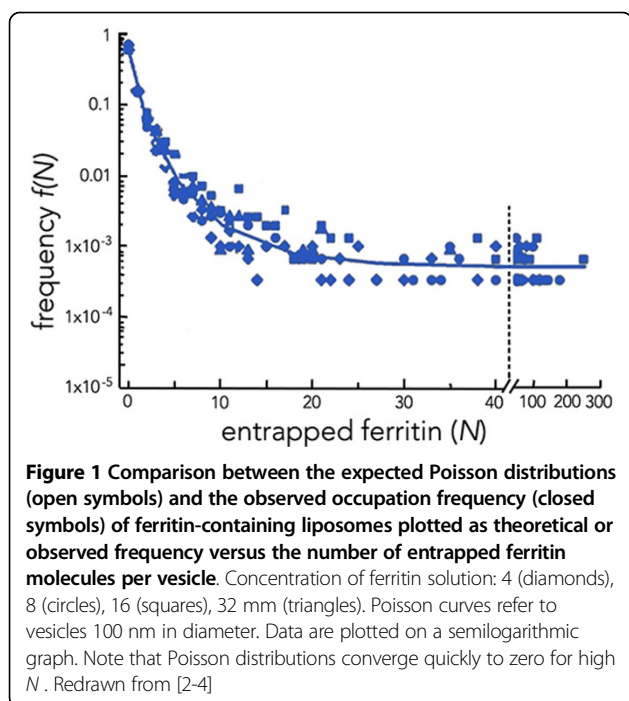 1
0.1
0.01
1x10-3
1x10-4
1x10-5
frequency f(N)
0 10 20 30 40 100 200 300
entrapped ferritin (N)
Figure 1 Comparison between the expected Poisson distributions
(open symbols) and the observed occupation frequency (closed
symbols) of ferritin-containing liposomes plotted as theoretical or
observed frequency versus the number of entrapped ferritin
molecules per vesicle. Concentration of ferritin solution: 4 (diamonds),
8 (circles), 16 (squares), 32 mm (triangles). Poisson curves refer to
vesicles 100 nm in diameter. Data are plotted on a semilogarithmic
graph. Note that Poisson distributions converge quickly to zero for high
N . Redrawn from [2-4]